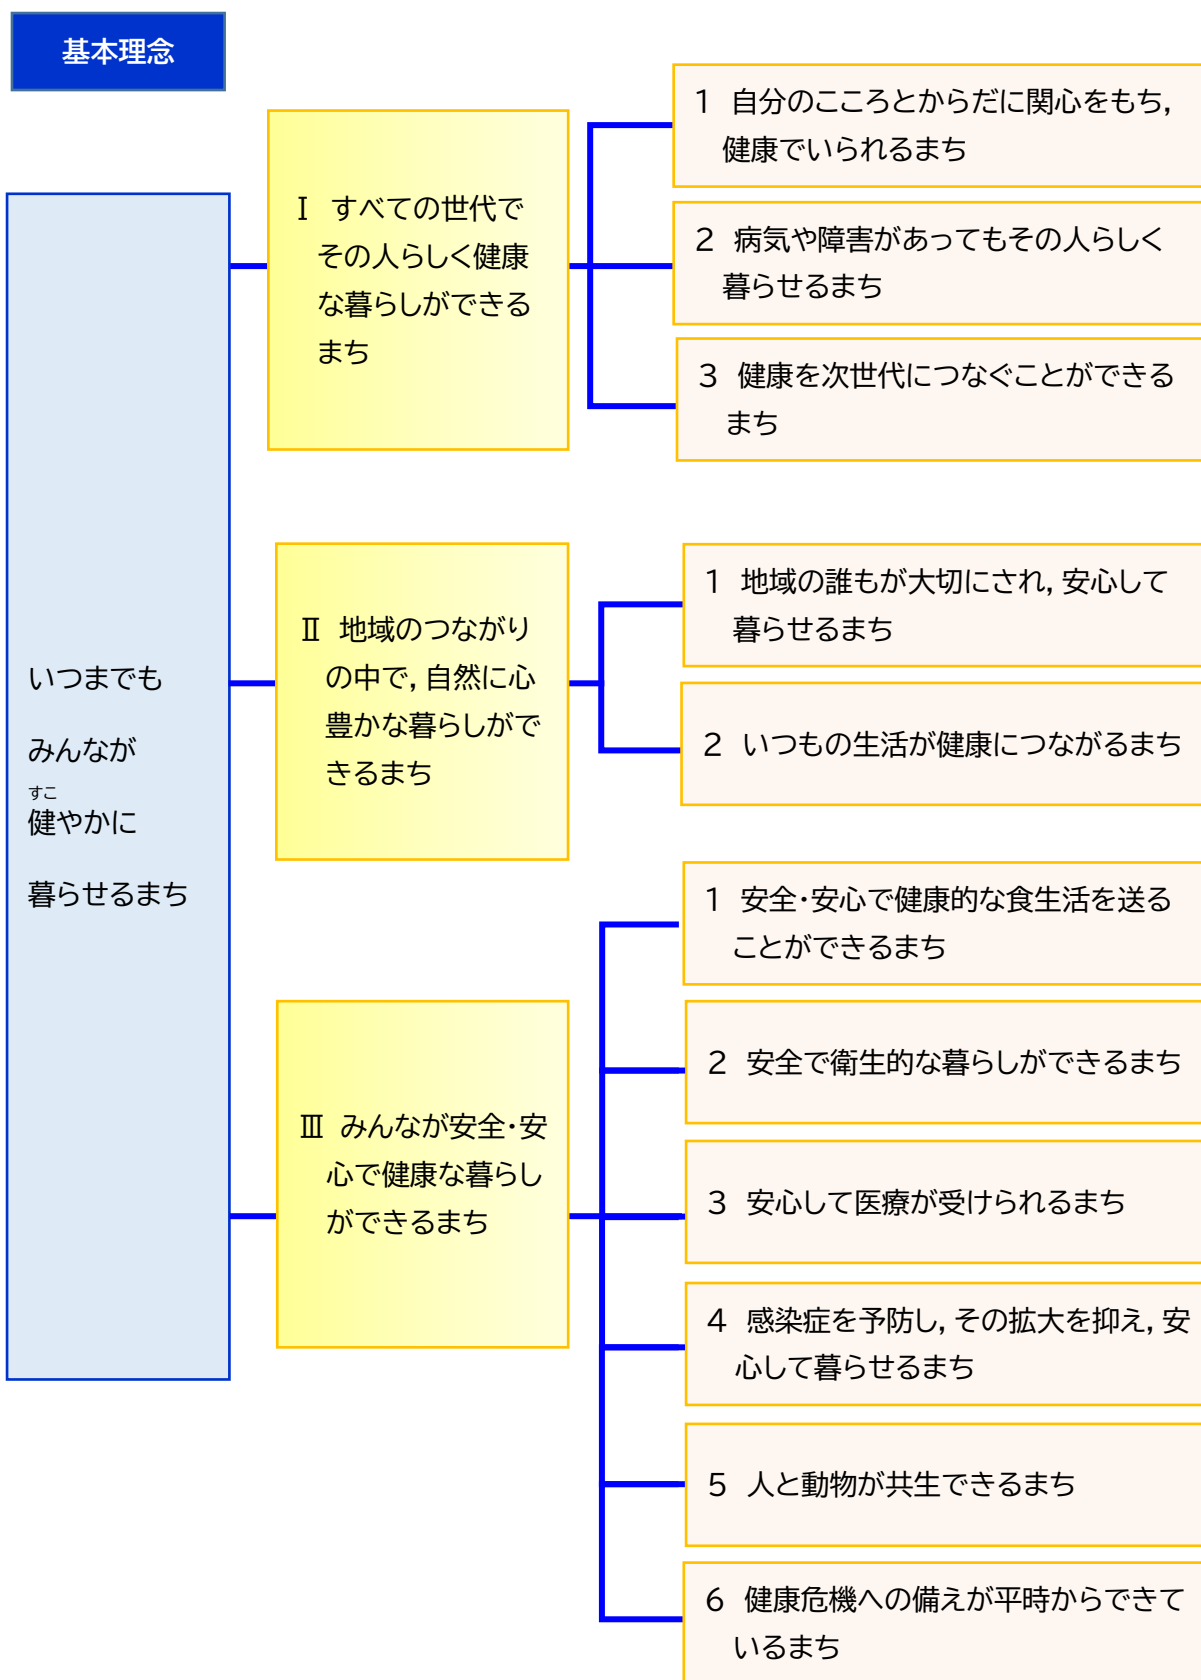 基本理念
いつまでも
みんなが
すこ
健やかに
暮らせるまち
Ⅰ すべての世代で
その人らしく健康
な暮らしができる
まち
1 自分のこころとからだに関心をもち,
健康でいられるまち
2 病気や障害があってもその人らしく
暮らせるまち
3 健康を次世代につなぐことができる
まち
Ⅱ 地域のつながり
の中で,自然に心
豊かな暮らしがで
きるまち
1 地域の誰もが大切にされ,安心して
暮らせるまち
2 いつもの生活が健康につながるまち
Ⅲ みんなが安全・安
心で健康な暮らし
ができるまち
1 安全・安心で健康的な食生活を送る
ことができるまち
2 安全で衛生的な暮らしができるまち
3 安心して医療が受けられるまち
4 感染症を予防し,その拡大を抑え,安
心して暮らせるまち
5 人と動物が共生できるまち
6 健康危機への備えが平時からできて
いるまち